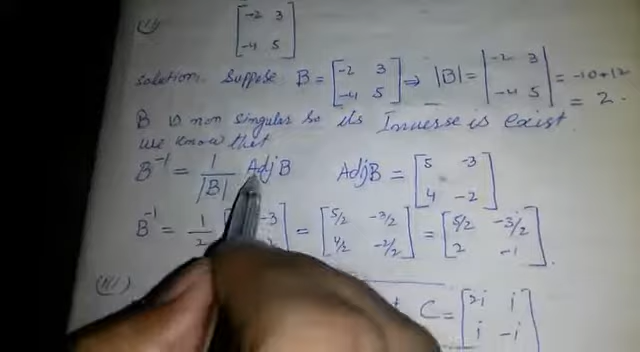 (ii) [-2 3
-4 5]
Solution. Suppose B = [-2 3 -4 5] ⇒ |B| = |-2 3 -4 5| = -10+12
= 2.
B is non singular so its Inverse is exist.
we know that
B⁻¹ = 1/|B| Adj B Adj B = [5 -3 4 -2]
B⁻¹ = 1/2 [-3 = [5/2 -3/2 4/2 -2/2] = [5/2 -3/2 2 -1].
(iii) C = [2i i i -i]